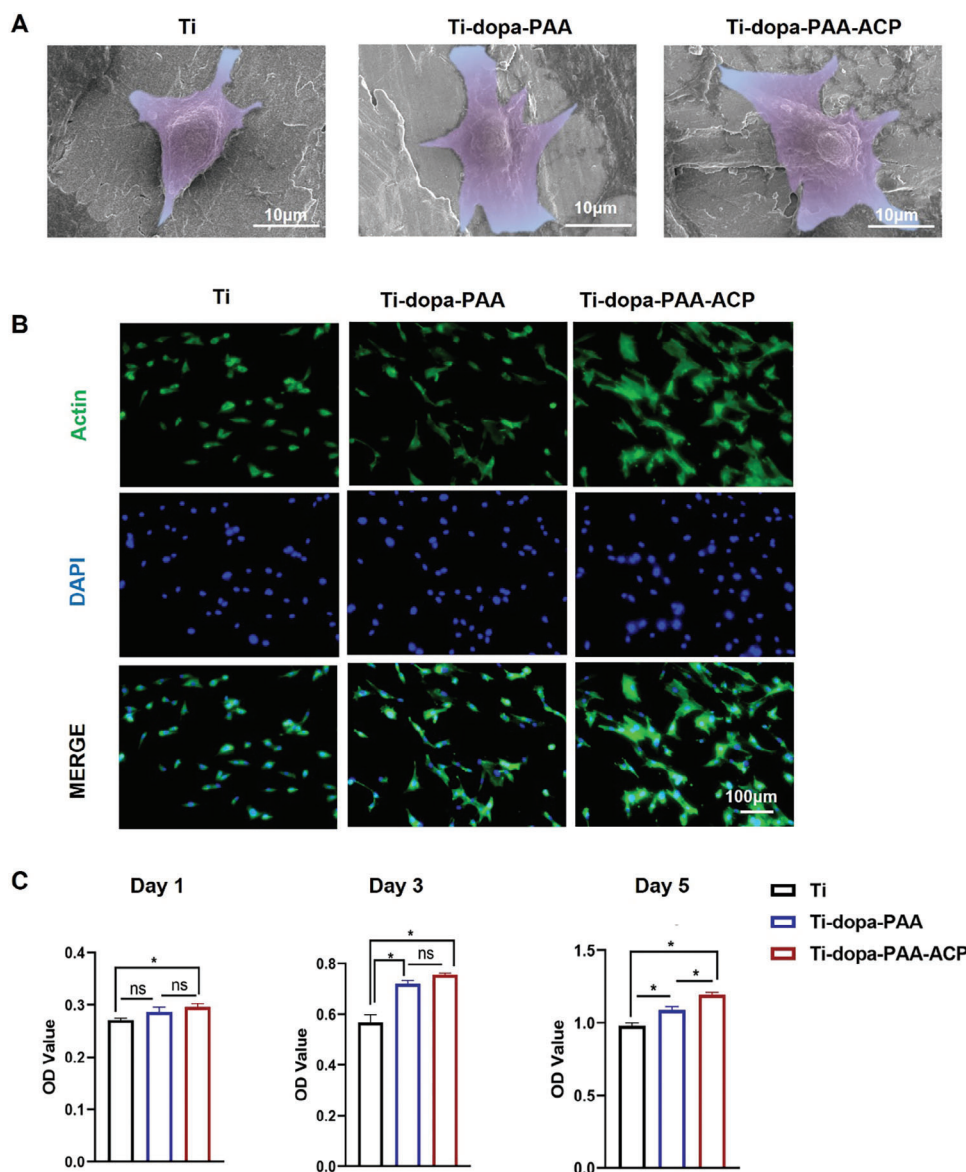 A
Ti
Ti-dopa-PAA
Ti-dopa-PAA-ACP
10μm
10μm
10μm
B
Ti
Ti-dopa-PAA
Ti-dopa-PAA-ACP
Actin
DAPI
MERGE
100μm
C
Day 1
Day 3
Day 5
Ti
Ti-dopa-PAA
Ti-dopa-PAA-ACP
OD Value
0.4
0.3
0.2
0.1
0.0
*
ns
ns
OD Value
0.8
0.6
0.4
0.2
0.0
*
*
ns
OD Value
1.5
1.0
0.5
0.0
*
*
*